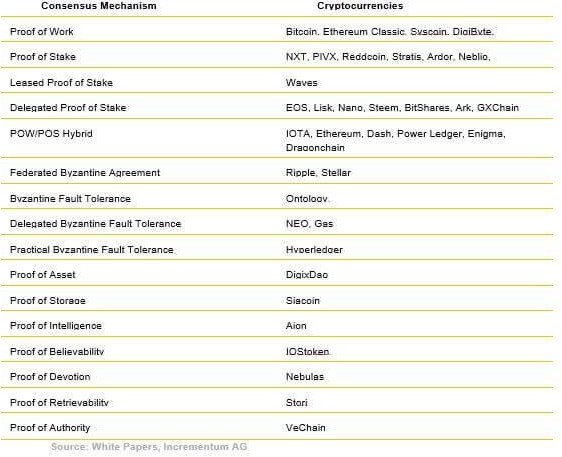 Consensus Mechanism Cryptocurrencies
Proof of Work Bitcoin, Ethereum Classic, Syscoin, DigiByte,
Proof of Stake NXT, PIVX, Reddcoin, Stratis, Ardor, Neblio,
Leased Proof of Stake Waves
Delegated Proof of Stake EOS, Lisk, Nano, Steem, BitShares, Ark, GXChain
POW/POS Hybrid IOTA, Ethereum, Dash, Power Ledger, Enigma,
Dragonchain
Federated Byzantine Agreement Ripple, Stellar
Byzantine Fault Tolerance Ontology,
Delegated Byzantine Fault Tolerance NEO, Gas
Practical Byzantine Fault Tolerance Hyperledger
Proof of Asset DigixDao
Proof of Storage Siacoin
Proof of Intelligence Aion
Proof of Believability IOStoken
Proof of Devotion Nebulas
Proof of Retrievability Storj
Proof of Authority VeChain
Source: White Papers, Incrementum AG